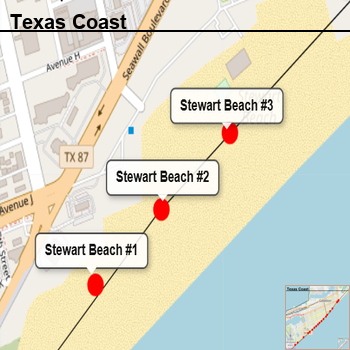 Texas Coast
Avenue H
Seawall Boulevard
Stewart Beach #3
Beach
TX 87
Stewart Beach #2
Avenue J
Street
Stewart Beach #1
Texas Coast